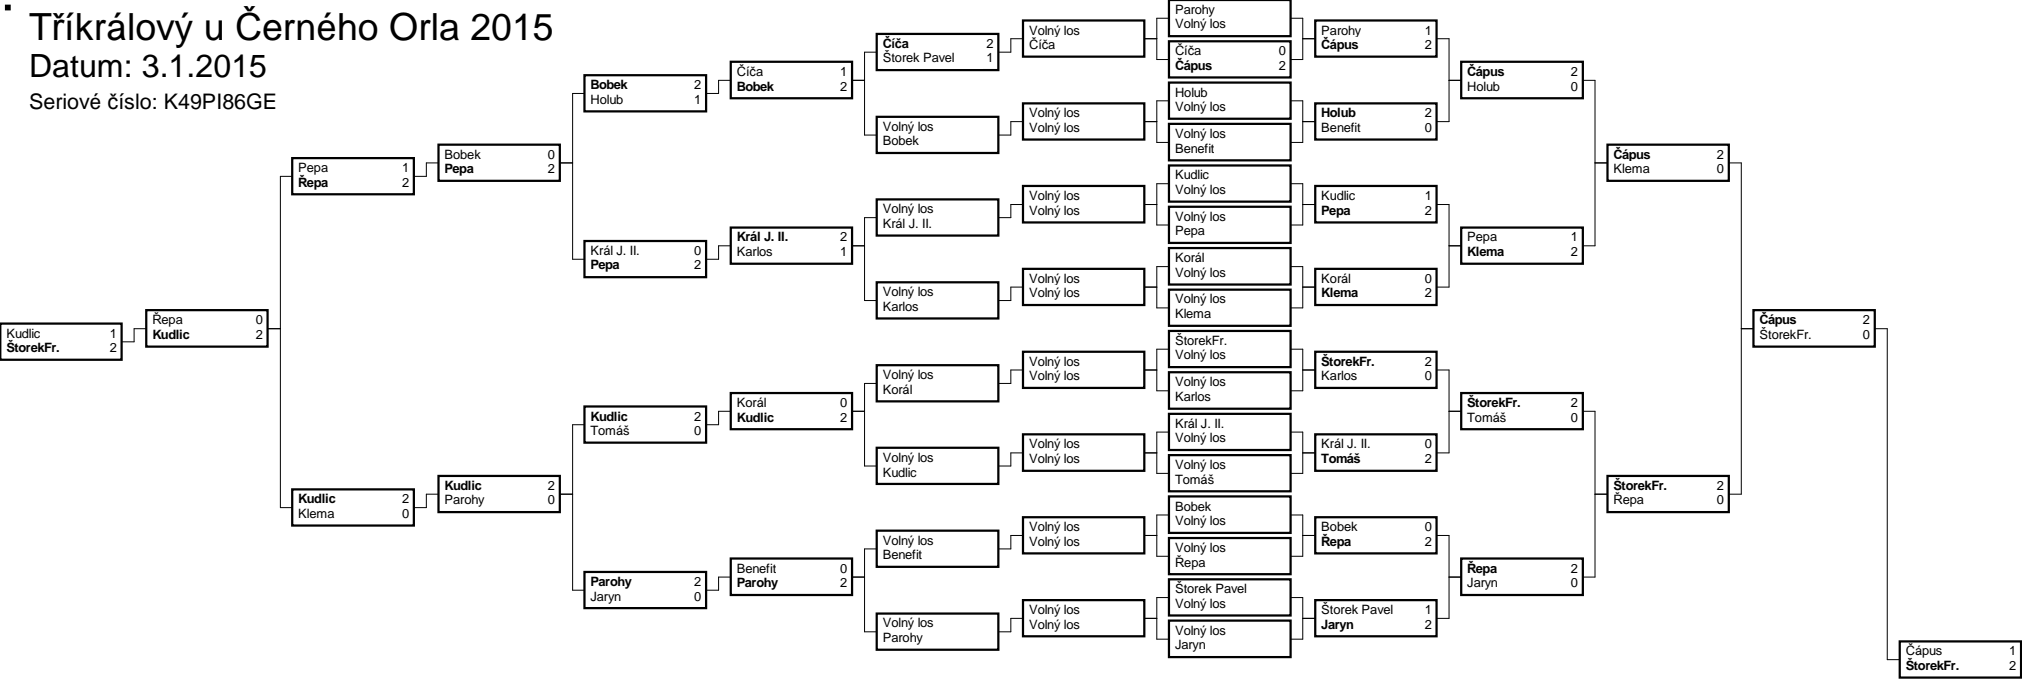 Tříkrálový u Černého Orla 2015
Datum: 3.1.2015
Seriové číslo: K49PI86GE
Kudlic 1
ŠtorekFr. 2
Řepa 0
Kudlic 2
Pepa 1
Řepa 2
Kudlic 2
Klema 0
Bobek 0
Pepa 2
Kudlic 2
Parohy 0
Bobek 2
Holub 1
Král J. II. 0
Pepa 2
Kudlic 2
Tomáš 0
Parohy 2
Jaryn 0
Číča 1
Bobek 2
Král J. II. 2
Karlos 1
Korál 0
Kudlic 2
Benefit 0
Parohy 2
Číča 2
Štorek Pavel 1
Volný los
Bobek
Volný los
Král J. II.
Volný los
Karlos
Volný los
Korál
Volný los
Kudlic
Volný los
Benefit
Volný los
Parohy
Volný los
Číča
Volný los
Volný los
Volný los
Volný los
Volný los
Volný los
Volný los
Volný los
Volný los
Volný los
Volný los
Volný los
Volný los
Volný los
Parohy
Volný los
Číča 0
Čápus 2
Holub
Volný los
Volný los
Benefit
Kudlic
Volný los
Volný los
Pepa
Korál
Volný los
Volný los
Klema
ŠtorekFr.
Volný los
Volný los
Karlos
Král J. II.
Volný los
Volný los
Tomáš
Bobek
Volný los
Volný los
Řepa
Štorek Pavel
Volný los
Volný los
Jaryn
Parohy 1
Čápus 2
Holub 2
Benefit 0
Kudlic 1
Pepa 2
Korál 0
Klema 2
ŠtorekFr. 2
Karlos 0
Král J. II. 0
Tomáš 2
Bobek 0
Řepa 2
Štorek Pavel 1
Jaryn 2
Čápus 2
Holub 0
Pepa 1
Klema 2
ŠtorekFr. 2
Tomáš 0
Řepa 2
Jaryn 0
Čápus 2
Klema 0
ŠtorekFr. 2
Řepa 0
Čápus 2
ŠtorekFr. 0
Čápus 1
ŠtorekFr. 2